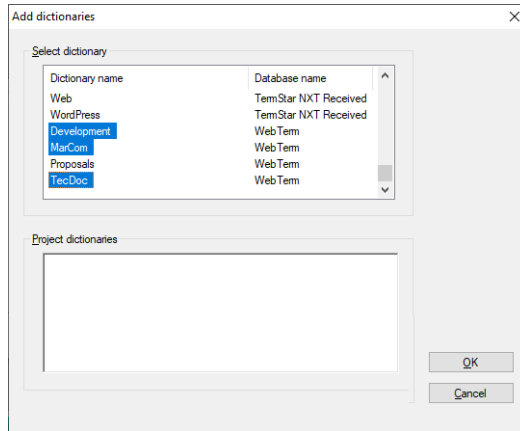 Add dictionaries
Select dictionary
Dictionary name Database name
Web TermStar NXT Received
WordPress TermStar NXT Received
Development WebTerm
MarCom WebTerm
Proposals WebTerm
TecDoc WebTerm
Project dictionaries
OK
Cancel